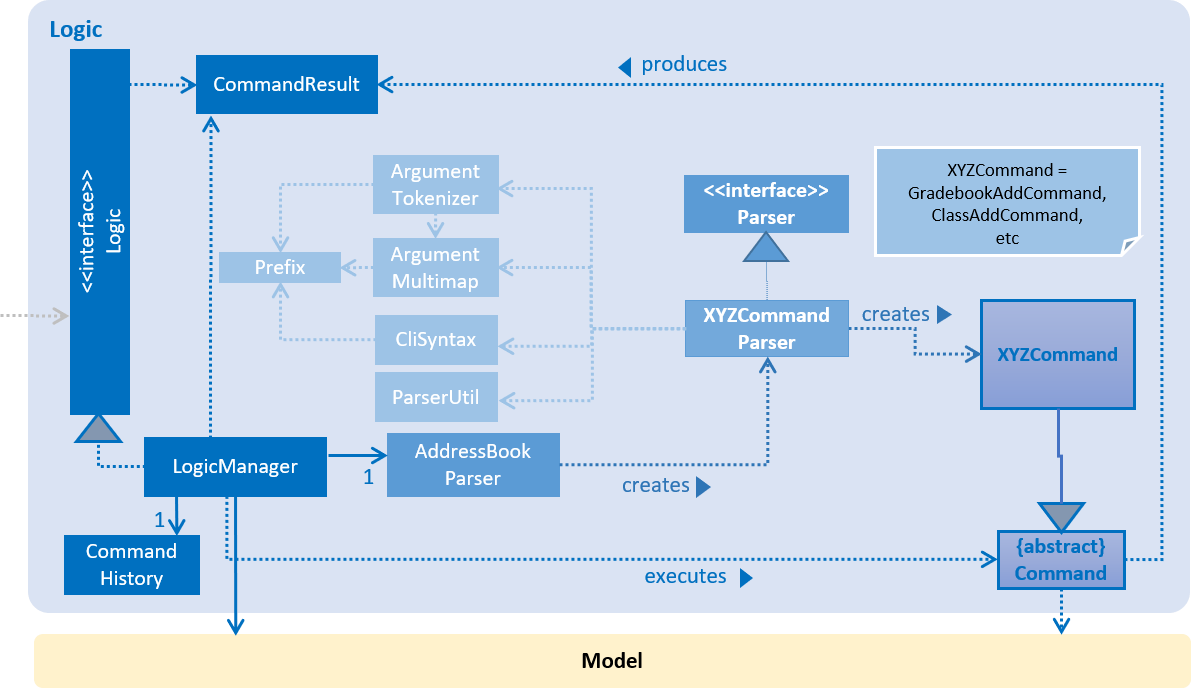 Logic
<<interface>>
Logic
CommandResult
produces
Argument
Tokenizer
<<interface>>
Parser
XYZCommand =
GradebookAddCommand,
ClassAddCommand,
etc
Prefix
Argument
Multimap
XYZCommand
Parser
creates
CliSyntax
XYZCommand
ParserUtil
LogicManager
1
AddressBook
Parser
creates
1
Command
History
executes
{abstract}
Command
Model